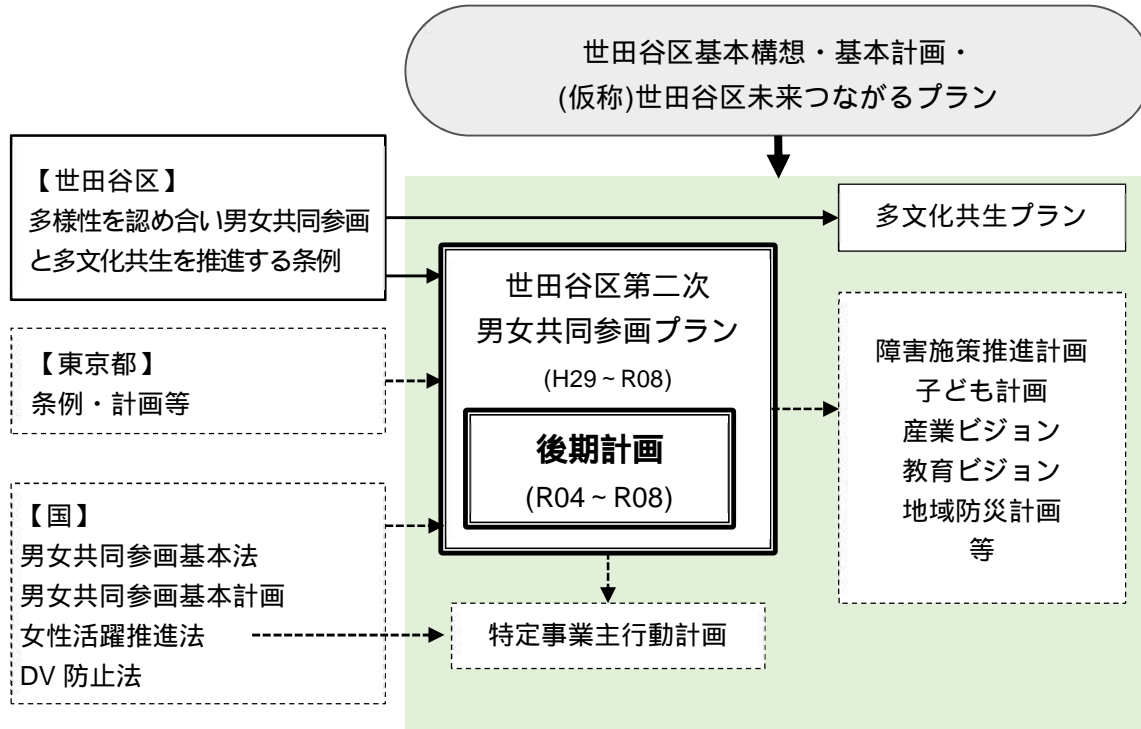 世田谷区基本構想・基本計画・
(仮称)世田谷区未来つながるプラン
【世田谷区】
多様性を認め合い男女共同参画
と多文化共生を推進する条例
多文化共生プラン
世田谷区第二次
男女共同参画プラン
(H29~R08)
後期計画
(R04~R08)
【東京都】
条例・計画等
障害施策推進計画
子ども計画
産業ビジョン
教育ビジョン
地域防災計画
等
【国】
男女共同参画基本法
男女共同参画基本計画
女性活躍推進法
DV 防止法
特定事業主行動計画